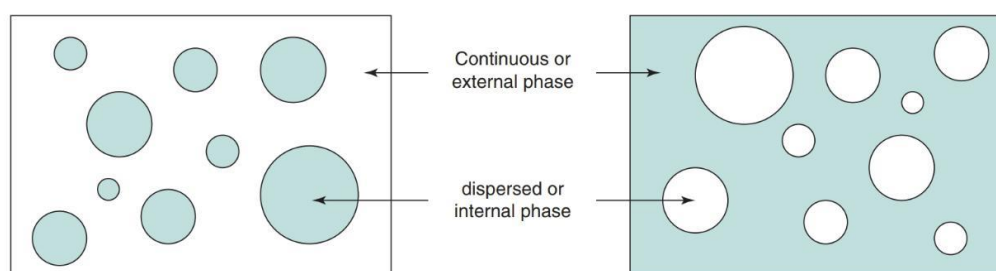 Continuous or
external phase
dispersed or
internal phase